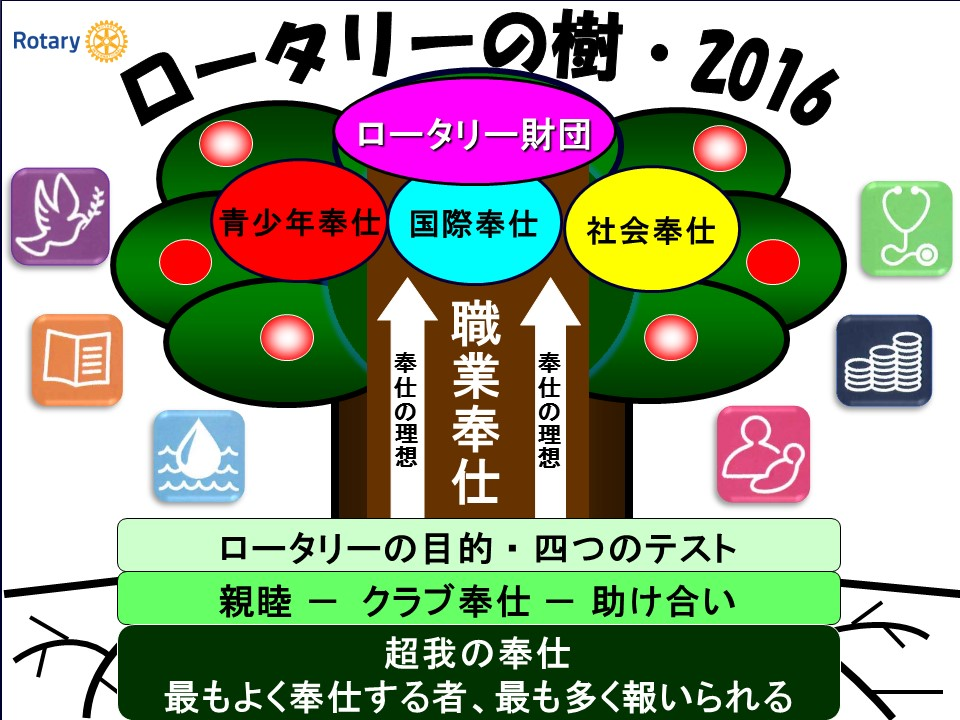 Rotary
ロータリーの樹・2016
ロータリー財団
青少年奉仕
国際奉仕
社会奉仕
奉仕の理想
職業奉仕
奉仕の理想
ロータリーの目的・四つのテスト
親睦 － クラブ奉仕 － 助け合い
超我の奉仕
最もよく奉仕する者、最も多く報いられる